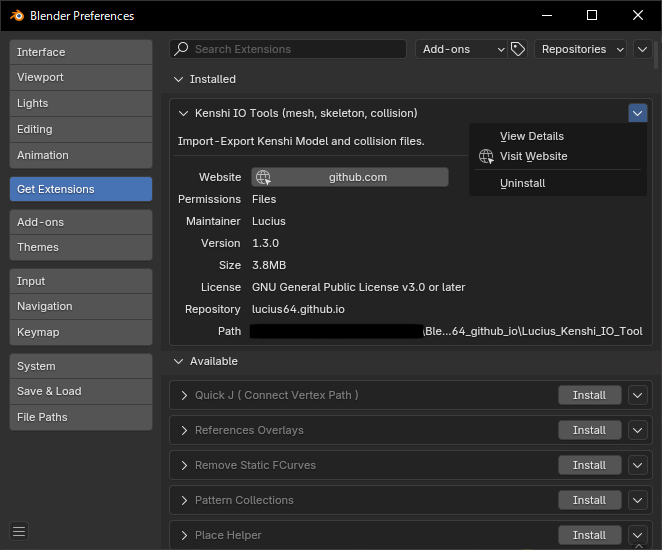 Blender Preferences
Interface
Viewport
Lights
Editing
Animation
Get Extensions
Add-ons
Themes
Input
Navigation
Keymap
System
Save & Load
File Paths
Search Extensions Add-ons Repositories
Installed
Kenshi IO Tools (mesh, skeleton, collision)
Import-Export Kenshi Model and collision files.
View Details
Visit Website
Uninstall
Website github.com
Permissions Files
Maintainer Lucius
Version 1.3.0
Size 3.8MB
License GNU General Public License v3.0 or later
Repository lucius64.github.io
Path \Ble...64_github_io\Lucius_Kenshi_IO_Tool
Available
Quick J ( Connect Vertex Path ) Install
References Overlays Install
Remove Static FCurves Install
Pattern Collections Install
Place Helper Install